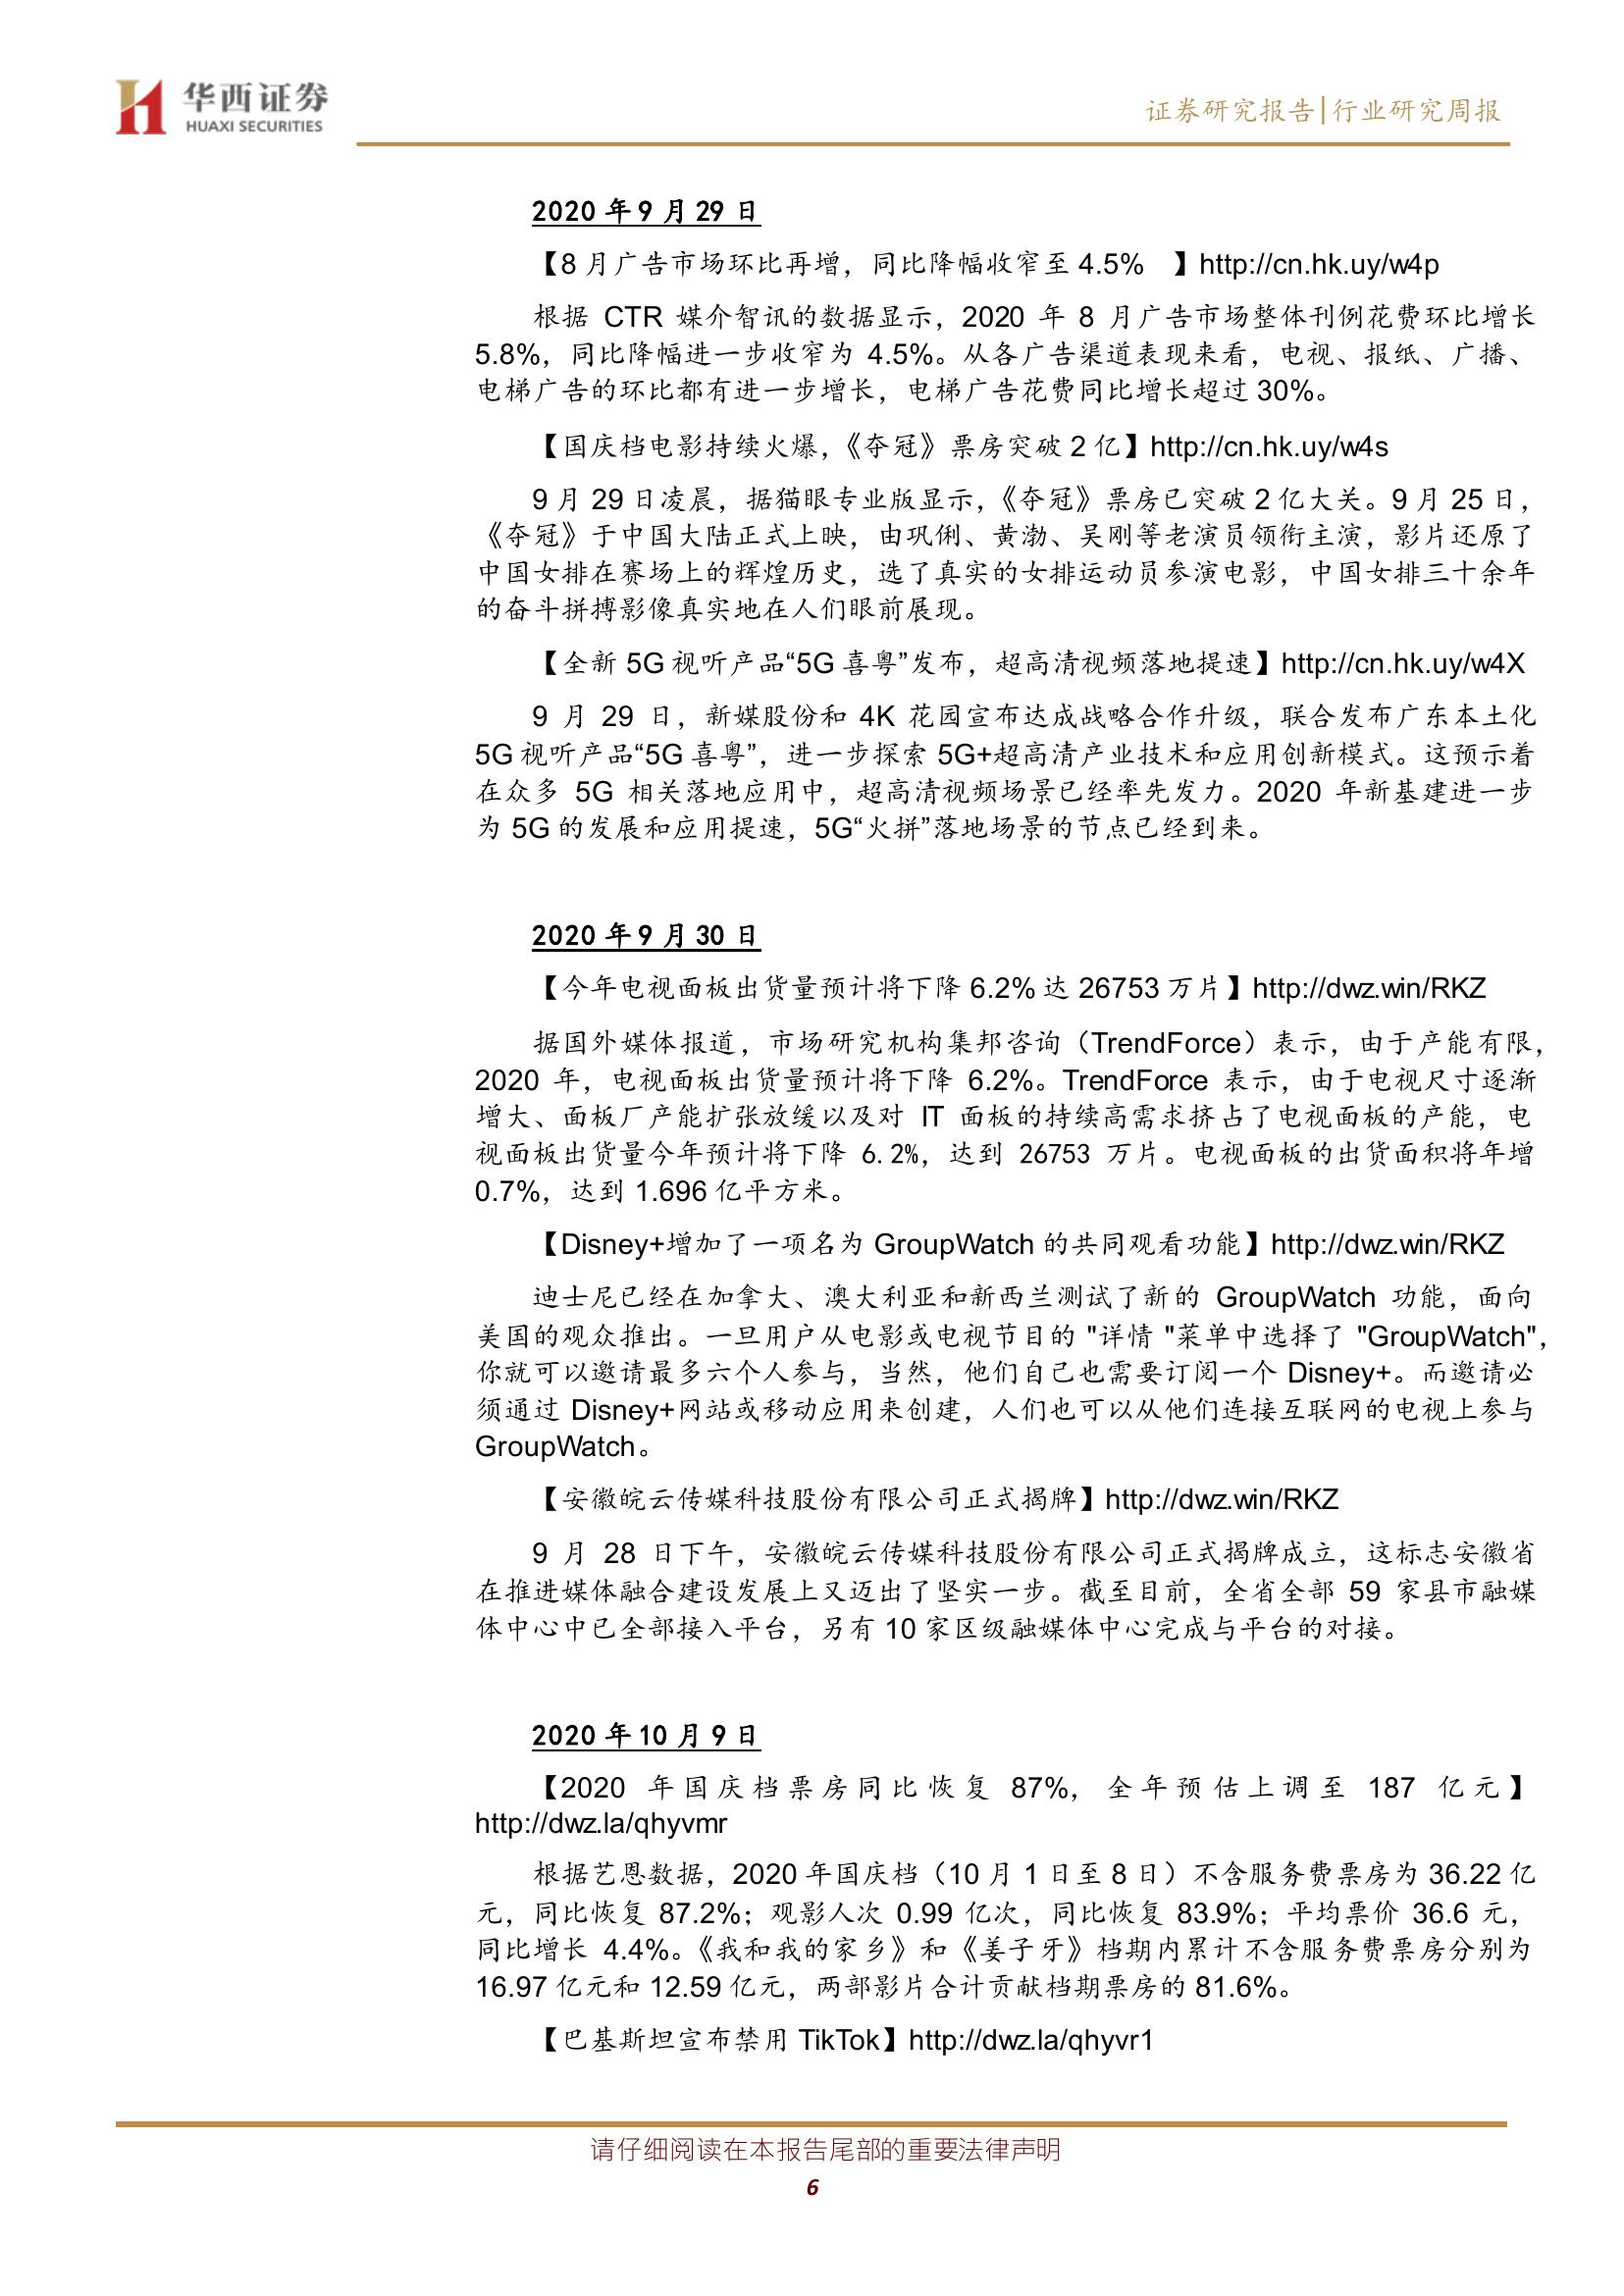 华西证券
HUAXI SECURITIES
证券研究报告|行业研究周报
2020 年 9 月 29 日
【8 月广告市场环比再增，同比降幅收窄至 4.5% 】http://cn.hk.uy/w4p
根据 CTR 媒介智讯的数据显示，2020 年 8 月广告市场整体刊例花费环比增长
5.8%，同比降幅进一步收窄为 4.5%。从各广告渠道表现来看，电视、报纸、广播、
电梯广告的环比都有进一步增长，电梯广告花费同比增长超过 30%。
【国庆档电影持续火爆，《夺冠》票房突破 2 亿】http://cn.hk.uy/w4s
9 月 29 日凌晨，据猫眼专业版显示，《夺冠》票房已突破 2 亿大关。9 月 25 日，
《夺冠》于中国大陆正式上映，由巩俐、黄渤、吴刚等老演员领衔主演，影片还原了
中国女排在赛场上的辉煌历史，选了真实的女排运动员参演电影，中国女排三十余年
的奋斗拼搏影像真实地在人们眼前展现。
【全新 5G 视听产品“5G 喜粤”发布，超高清视频落地提速】http://cn.hk.uy/w4X
9 月 29 日，新媒股份和 4K 花园宣布达成战略合作升级，联合发布广东本土化
5G 视听产品“5G 喜粤”，进一步探索 5G+超高清产业技术和应用创新模式。这预示着
在众多 5G 相关落地应用中，超高清视频场景已经率先发力。2020 年新基建进一步
为 5G 的发展和应用提速，5G“火拼”落地场景的节点已经到来。
2020 年 9 月 30 日
【今年电视面板出货量预计将下降 6.2% 达 26753 万片】http://dwz.win/RKZ
据国外媒体报道，市场研究机构集邦咨询（TrendForce）表示，由于产能有限，
2020 年，电视面板出货量预计将下降 6.2%。TrendForce 表示，由于电视尺寸逐渐
增大、面板厂产能扩张放缓以及对 IT 面板的持续高需求挤占了电视面板的产能，电
视面板出货量今年预计将下降 6.2%，达到 26753 万片。电视面板的出货面积将年增
0.7%，达到 1.696 亿平方米。
【Disney+增加了一项名为 GroupWatch 的共同观看功能】http://dwz.win/RKZ
迪士尼已经在加拿大、澳大利亚和新西兰测试了新的 GroupWatch 功能，面向
美国的观众推出。一旦用户从电影或电视节目的 "详情 "菜单中选择了 "GroupWatch"，
你就可以邀请最多六个人参与，当然，他们自己也需要订阅一个 Disney+。而邀请必
须通过 Disney+网站或移动应用来创建，人们也可以从他们连接互联网的电视上参与
GroupWatch。
【安徽皖云传媒科技股份有限公司正式揭牌】http://dwz.win/RKZ
9 月 28 日下午，安徽皖云传媒科技股份有限公司正式揭牌成立，这标志安徽省
在推进媒体融合建设发展上又迈出了坚实一步。截至目前，全省全部 59 家县市融媒
体中心中已全部接入平台，另有 10 家区级融媒体中心完成与平台的对接。
2020 年 10 月 9 日
【2020 年国庆档票房同比恢复 87%，全年预估上调至 187 亿元】
http://dwz.la/qhyvmr
根据艺恩数据，2020 年国庆档（10 月 1 日至 8 日）不含服务费票房为 36.22 亿
元，同比恢复 87.2%；观影人次 0.99 亿次，同比恢复 83.9%；平均票价 36.6 元，
同比增长 4.4%。《我和我的家乡》和《姜子牙》档期内累计不含服务费票房分别为
16.97 亿元和 12.59 亿元，两部影片合计贡献档期票房的 81.6%。
【巴基斯坦宣布禁用 TikTok】http://dwz.la/qhyvr1
请仔细阅读在本报告尾部的重要法律声明
6